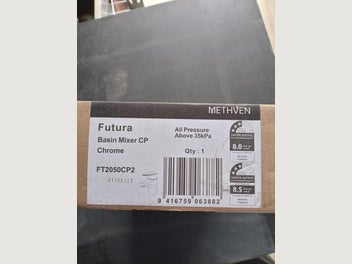 METHVEN
Futura
Basin Mixer CP
Chrome
All Pressure
Above 35kPa
Qty : 1
FT2050CP2
8.0
8.5
9 416759 063882